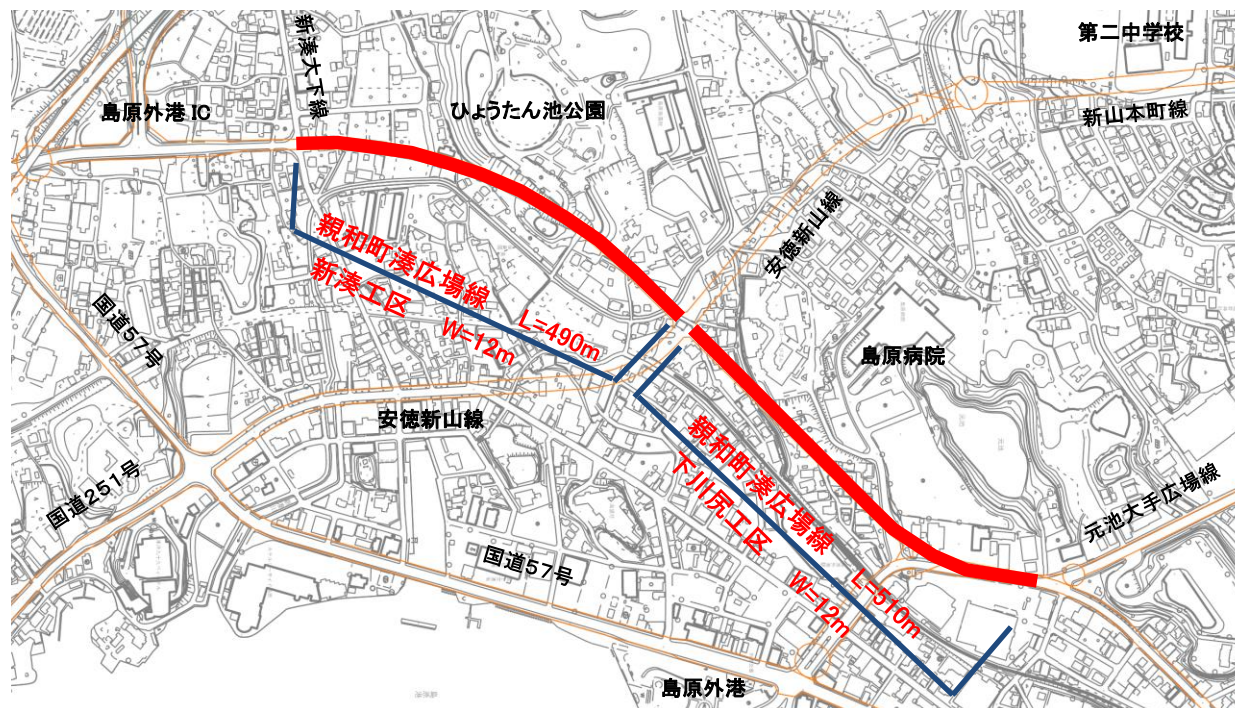 新湊大下線
第二中学校
島原外港 IC
ひょうたん池公園
新山本町線
安徳新山線
親和町湊広場線
新湊工区
W=12m
L=490m
国道57号
島原病院
安徳新山線
親和町湊広場線
下川尻工区
W=12m
L=510m
国道251号
元池大手広場線
国道57号
島原外港